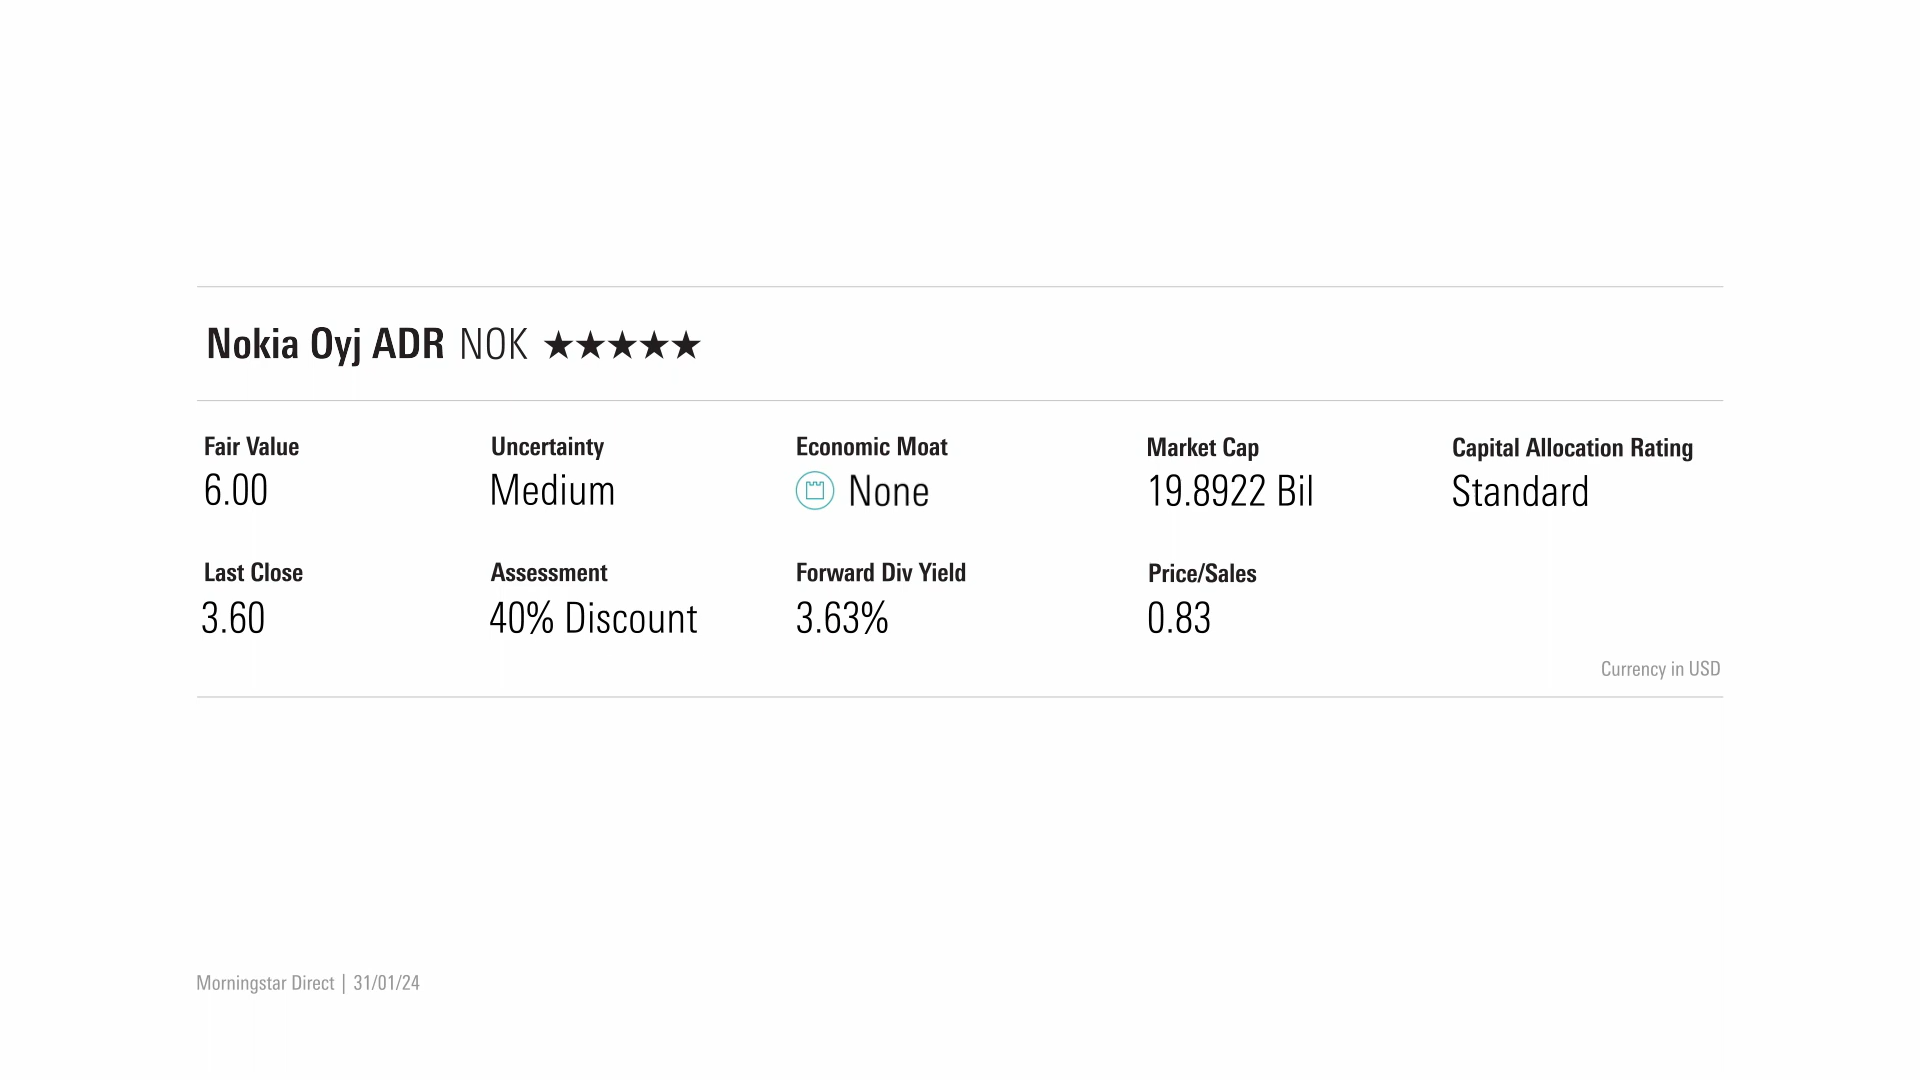 Nokia Oyj ADR NOK ★★★★★
Fair Value Uncertainty Economic Moat Market Cap Capital Allocation Rating
6.00 Medium None 19.8922 Bil Standard
Last Close Assessment Forward Div Yield Price/Sales
3.60 40% Discount 3.63% 0.83
Currency in USD
Morningstar Direct | 31/01/24